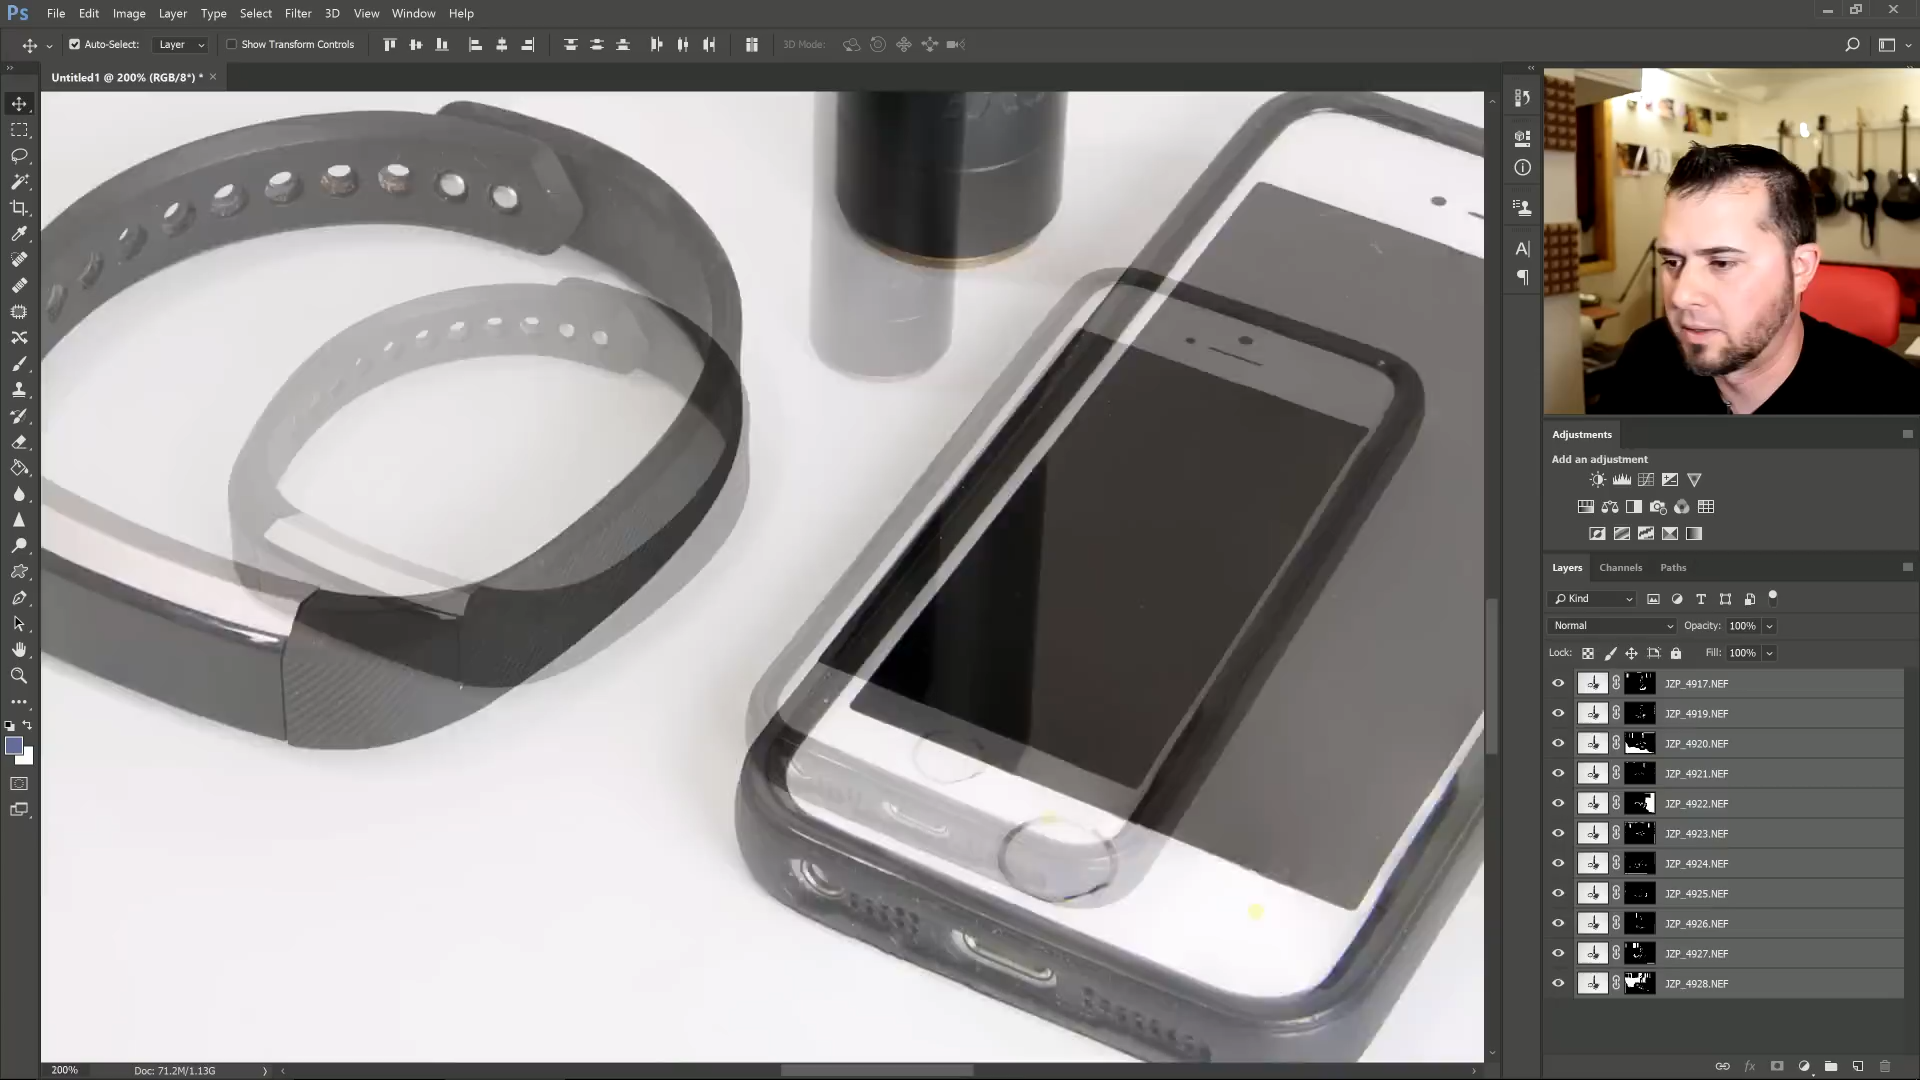 Ps File Edit Image Layer Type Select Filter 3D View Window Help
Auto-Select: Layer Show Transform Controls 3D Mode:
Untitled1 @ 200% (RGB/8*) * ×
Adjustments
Add an adjustment
Layers Channels Paths
Kind
Normal Opacity: 100%
Lock: Fill: 100%
JZP_4917.NEF
JZP_4919.NEF
JZP_4920.NEF
JZP_4921.NEF
JZP_4922.NEF
JZP_4923.NEF
JZP_4924.NEF
JZP_4925.NEF
JZP_4926.NEF
JZP_4927.NEF
JZP_4928.NEF
200% Doc: 71.2M/1.13G